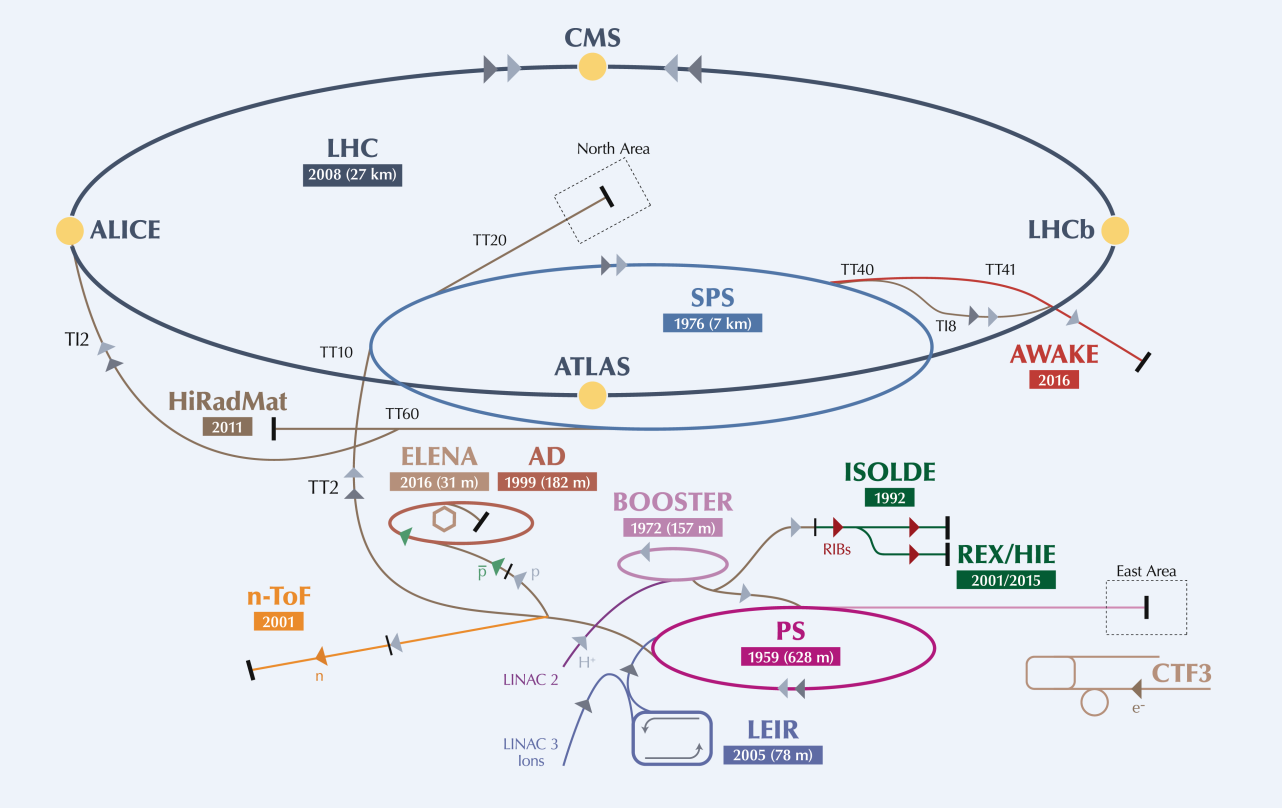 CMS
LHC
2008 (27 km)
North Area
ALICE
LHCb
TT20
TT40
TT41
SPS
1976 (7 km)
TI8
TI2
TT10
ATLAS
AWAKE
2016
HiRadMat
2011
TT60
ELENA
2016 (31 m)
AD
1999 (182 m)
TT2
BOOSTER
1972 (157 m)
ISOLDE
1992
RIBs
REX/HIE
2001/2015
p̅
p
East Area
n-ToF
2001
n
PS
1959 (628 m)
H⁺
LINAC 2
CTF3
e⁻
LEIR
2005 (78 m)
LINAC 3
Ions